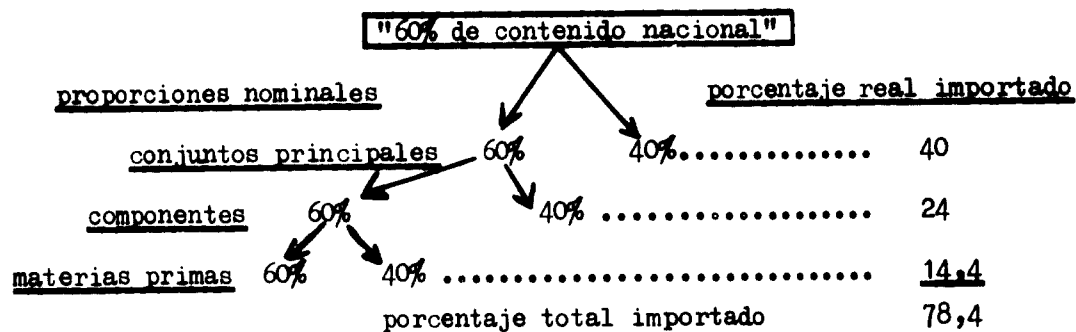 "60% de contenido nacional"
proporciones nominales porcentaje real importado
conjuntos principales 60% 40%.............. 40
componentes 60% 40% ................... 24
materias primas 60% 40% .............................. 14,4
porcentaje total importado 78,4